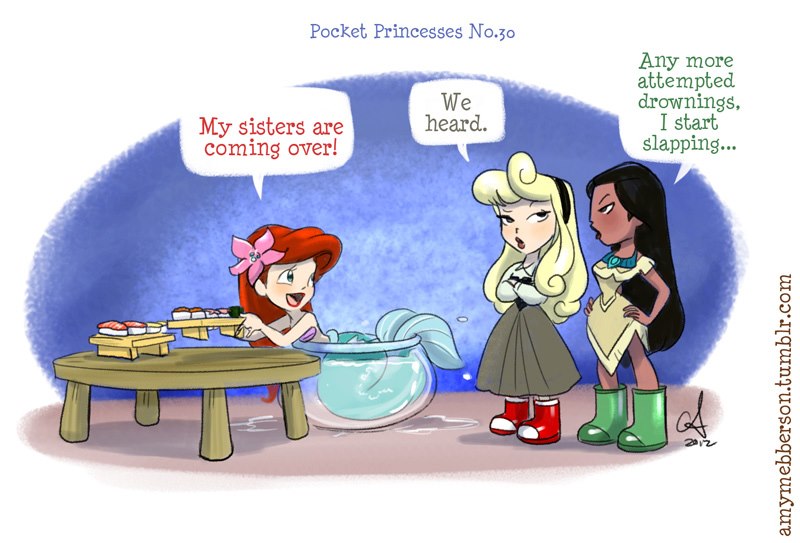 Pocket Princesses No.30
My sisters are
coming over!
We
heard.
Any more
attempted
drownings,
I start
slapping...
2012
amymebberson.tumblr.com